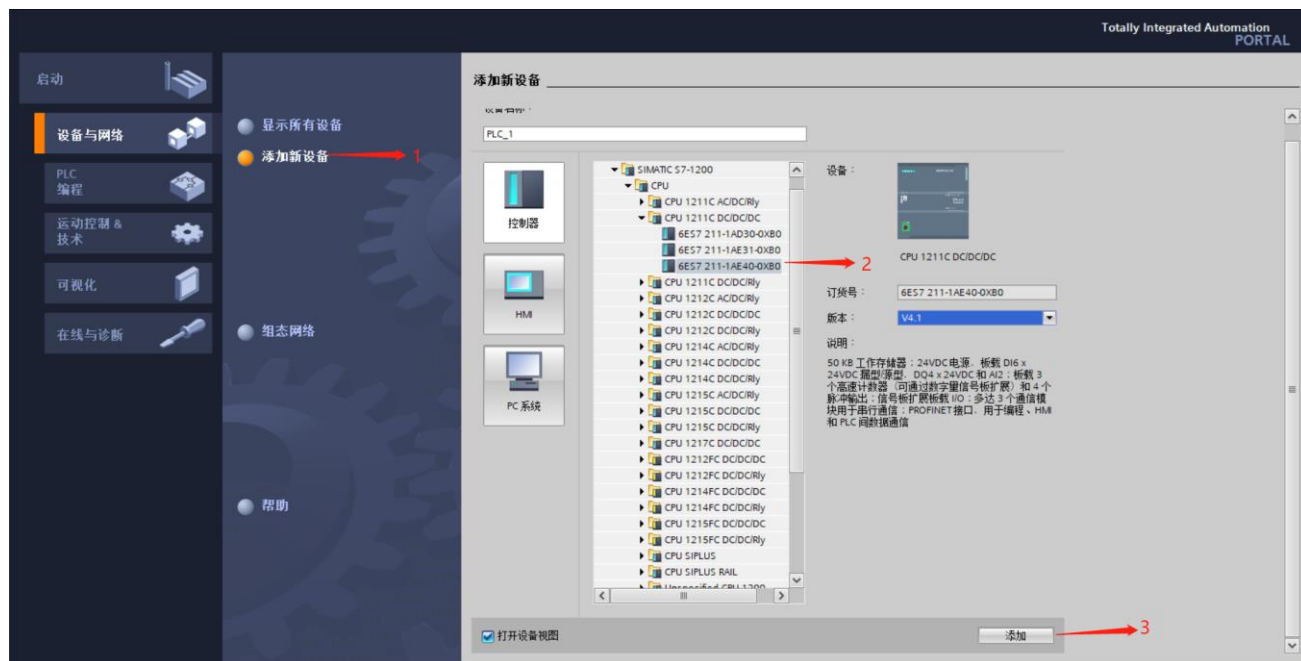 Totally Integrated Automation
PORTAL
启动
设备与网络
PLC
编程
运动控制 &
技术
可视化
在线与诊断
显示所有设备
添加新设备
1
组态网络
帮助
添加新设备
设备名称：
PLC_1
控制器
HMI
PC 系统
SIMATIC S7-1200
CPU
CPU 1211C AC/DC/Rly
CPU 1211C DC/DC/DC
6ES7 211-1AD30-0XB0
6ES7 211-1AE31-0XB0
6ES7 211-1AE40-0XB0
2
CPU 1211C DC/DC/Rly
CPU 1212C AC/DC/Rly
CPU 1212C DC/DC/DC
CPU 1212C DC/DC/Rly
CPU 1214C AC/DC/Rly
CPU 1214C DC/DC/DC
CPU 1214C DC/DC/Rly
CPU 1215C AC/DC/Rly
CPU 1215C DC/DC/DC
CPU 1215C DC/DC/Rly
CPU 1217C DC/DC/DC
CPU 1212FC DC/DC/DC
CPU 1212FC DC/DC/Rly
CPU 1214FC DC/DC/DC
CPU 1214FC DC/DC/Rly
CPU 1215FC DC/DC/DC
CPU 1215FC DC/DC/Rly
CPU SIPLUS
CPU SIPLUS RAIL
Unspecified CPU 1200
设备：
CPU 1211C DC/DC/DC
订货号：
6ES7 211-1AE40-0XB0
版本：
V4.1
说明：
50 KB 工作存储器；24VDC电源，板载 DI6 x
24VDC 漏型/源型，DQ4 x 24VDC 和 AI2；板载 3
个高速计数器（可通过数字量信号板扩展）和 4 个
脉冲输出；信号板扩展板载 I/O；多达 3 个通信模
块用于串行通信；PROFINET接口，用于编程、HMI
和 PLC 间数据通信
打开设备视图
添加
3